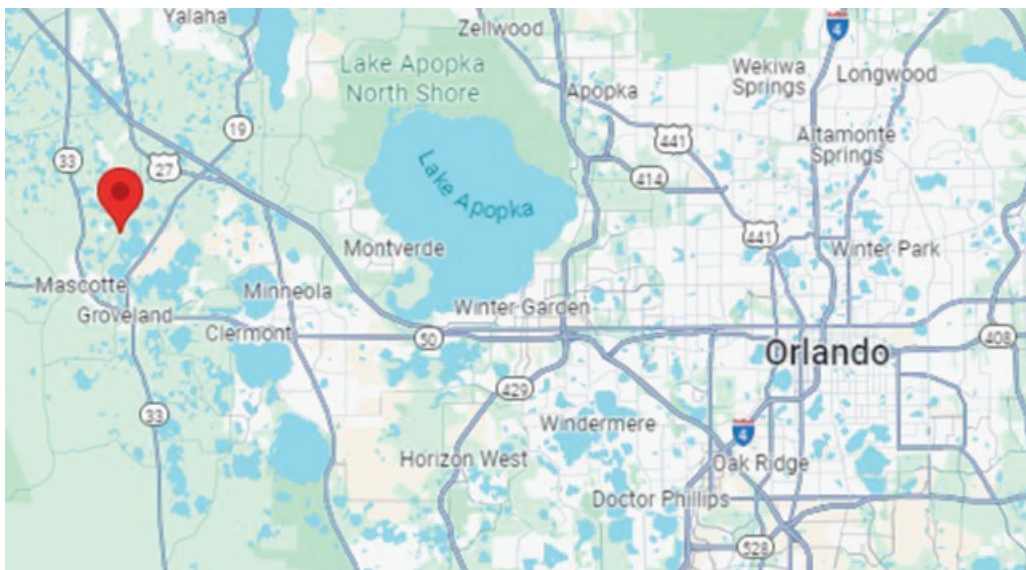 Yalaha
4
Zellwood
Lake Apopka
North Shore
Wekiwa
Springs
Longwood
Apopka
19
441
Altamonte
Springs
33
27
414
Lake Apopka
441
Montverde
Winter Park
Mascotte
Minneola
Groveland
Winter Garden
Clermont
50
408
Orlando
429
33
Windermere
4
Horizon West
Oak Ridge
Doctor Phillips
528